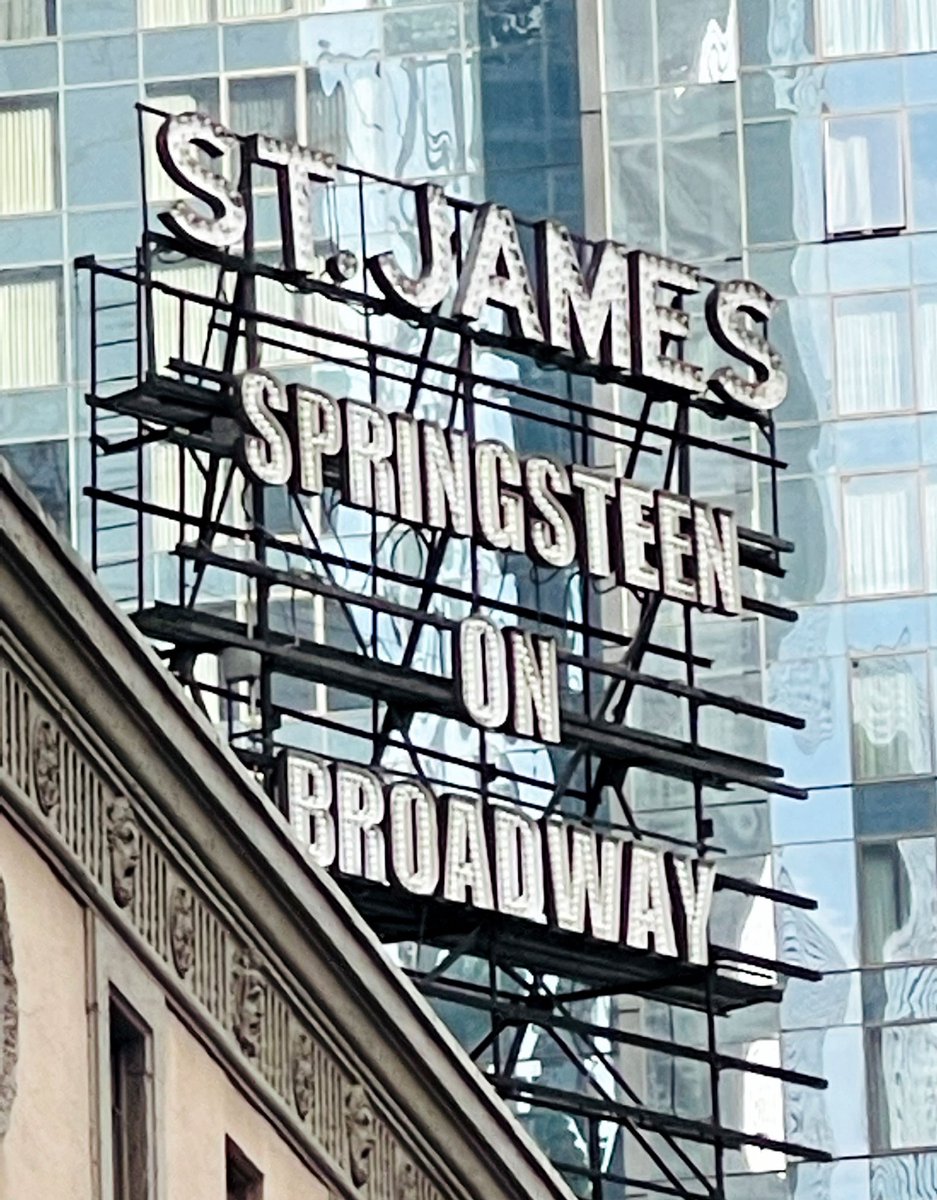 ST. JAMES
SPRINGSTEEN
ON
BROADWAY